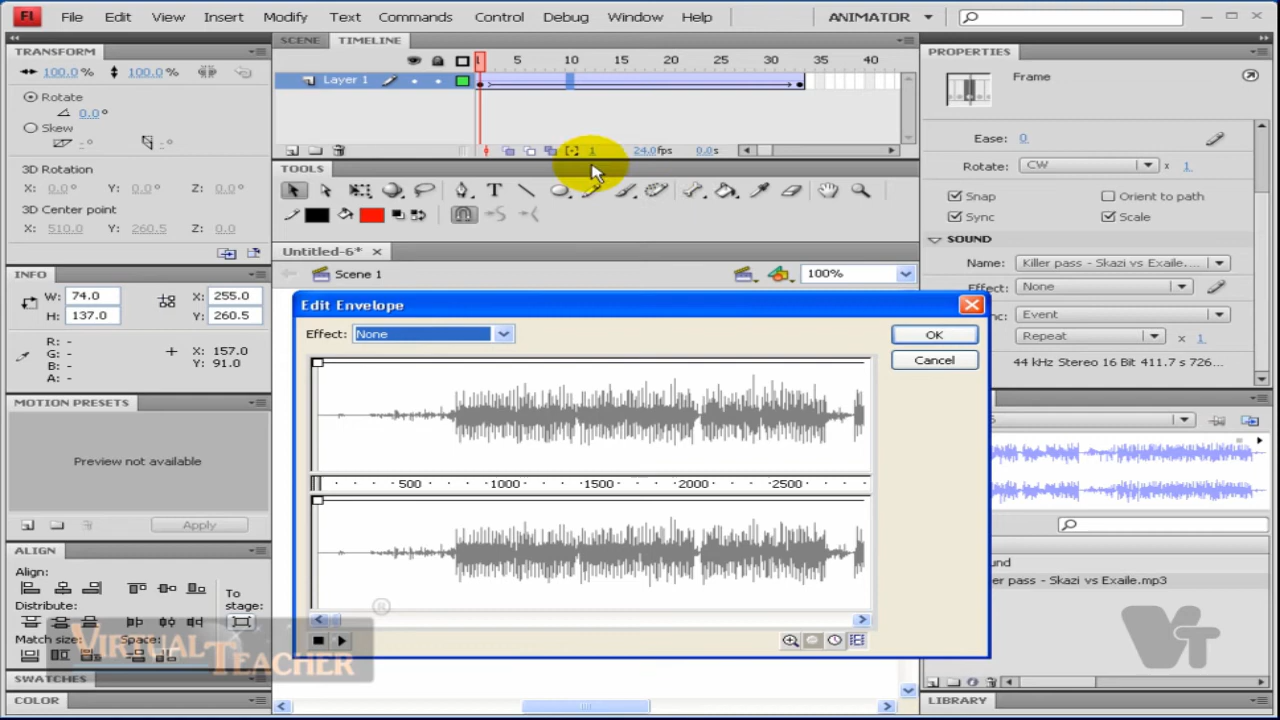 Fl File Edit View Insert Modify Text Commands Control Debug Window Help ANIMATOR
TRANSFORM
100.0 % 100.0 %
Rotate
0.0°
Skew
3D Rotation
X: 0.0° Y: 0.0° Z: 0.0
3D Center point
X: 510.0 Y: 260.5 Z: 0.0
INFO
W: 74.0 X: 255.0
H: 137.0 Y: 260.5
R: -
G: - X: 157.0
B: - Y: 91.0
A: -
MOTION PRESETS
Preview not available
Apply
ALIGN
Align:
To
Distribute: stage:
Match size: Space:
SWATCHES
COLOR
SCENE TIMELINE 1 5 10 15 20 25 30 35 40
Layer 1
1 24.0fps 0.0s
TOOLS
T
Untitled-6*
Scene 1 100%
Edit Envelope
Effect: None
OK
Cancel
500 1000 1500 2000 2500
PROPERTIES
Frame
Ease: 0
Rotate: CW x 1
Snap Orient to path
Sync Scale
SOUND
Name: Killer pass - Skazi vs Exaile....
Effect: None
Event
Repeat x 1
44 kHz Stereo 16 Bit 411.7 s 726...
er pass - Skazi vs Exaile.mp3
LIBRARY
VIRTUAL
TEACHER
®
VT